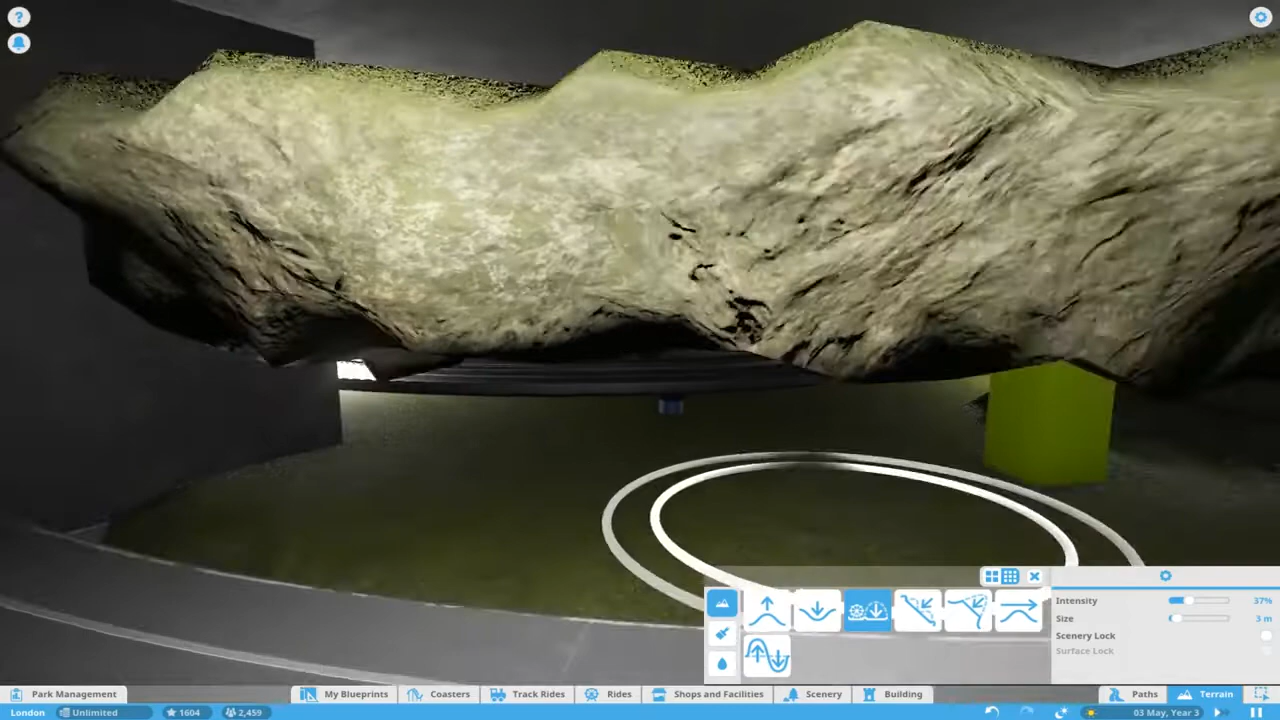 ?
Intensity 37%
Size 3 m
Scenery Lock
Surface Lock
Park Management My Blueprints Coasters Track Rides Rides Shops and Facilities Scenery Building Paths Terrain
London Unlimited 1604 2,459 03 May, Year 3